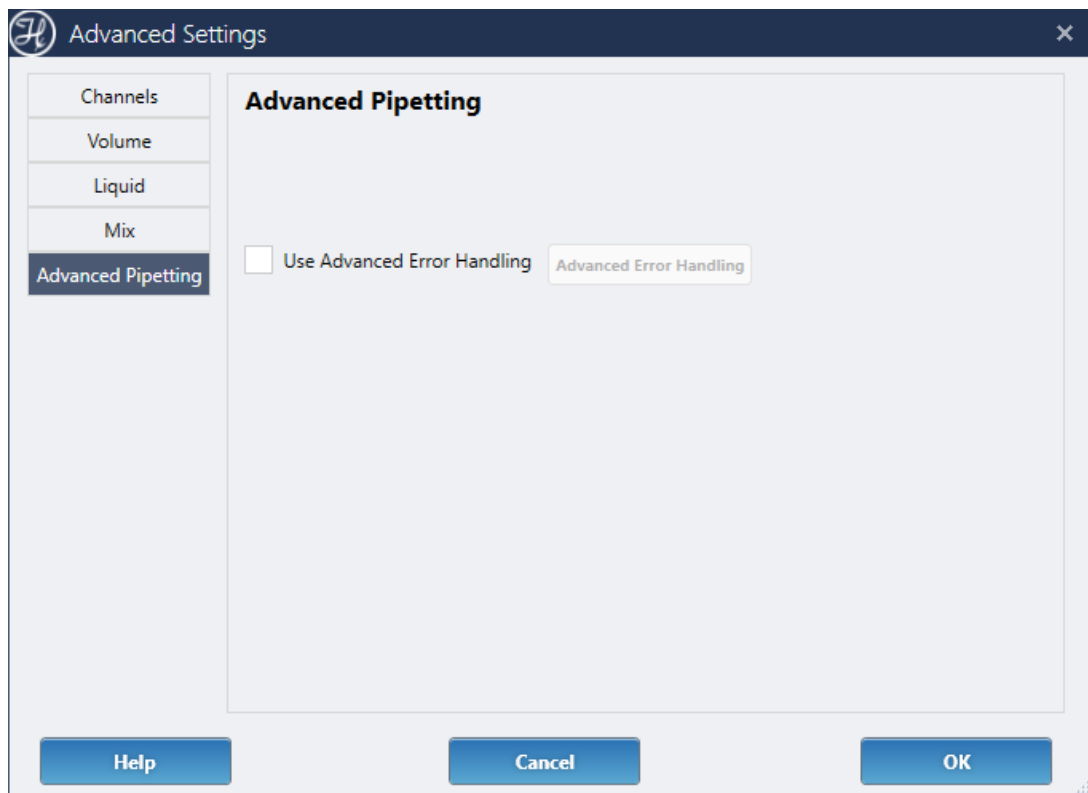 Advanced Settings
Channels
Volume
Liquid
Mix
Advanced Pipetting
Advanced Pipetting
Use Advanced Error Handling
Advanced Error Handling
Help
Cancel
OK